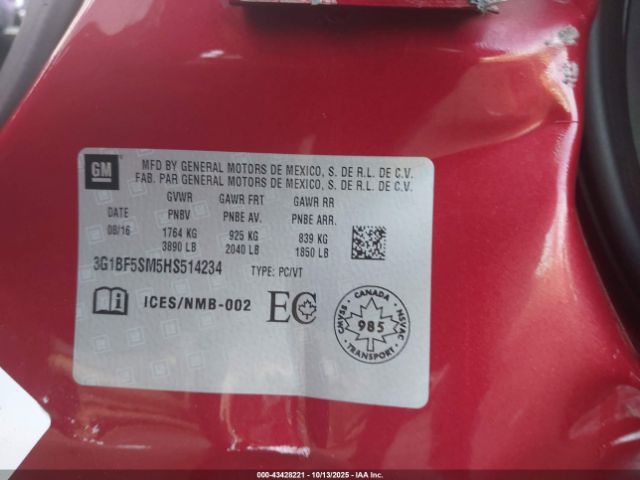 GM
MFD BY GENERAL MOTORS DE MEXICO, S. DE R.L. DE C.V.
FAB. PAR GENERAL MOTORS DE MEXICO, S. DE R.L. DE C.V.
GVWR GAWR FRT GAWR RR
DATE PNBV PNBE AV. PNBE ARR.
08/16 1764 KG 925 KG 839 KG
3890 LB 2040 LB 1850 LB
3G1BF5SM5HS514234 TYPE: PC/VT
ICES/NMB-002 EC
CANADA
CMVSS
NSVAC
985
TRANSPORT
000-43428221 - 10/13/2025 - IAAI.com